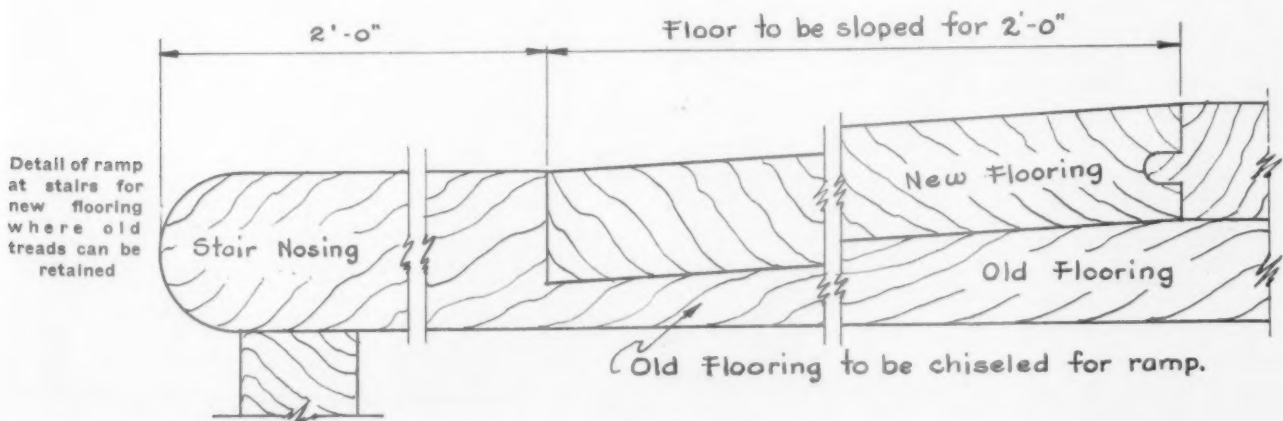 2'-0"
Floor to be sloped for 2'-0"
Detail of ramp
at stairs for
new flooring
where old
treads can be
retained
Stair Nosing
New Flooring
Old Flooring
Old Flooring to be chiseled for ramp.